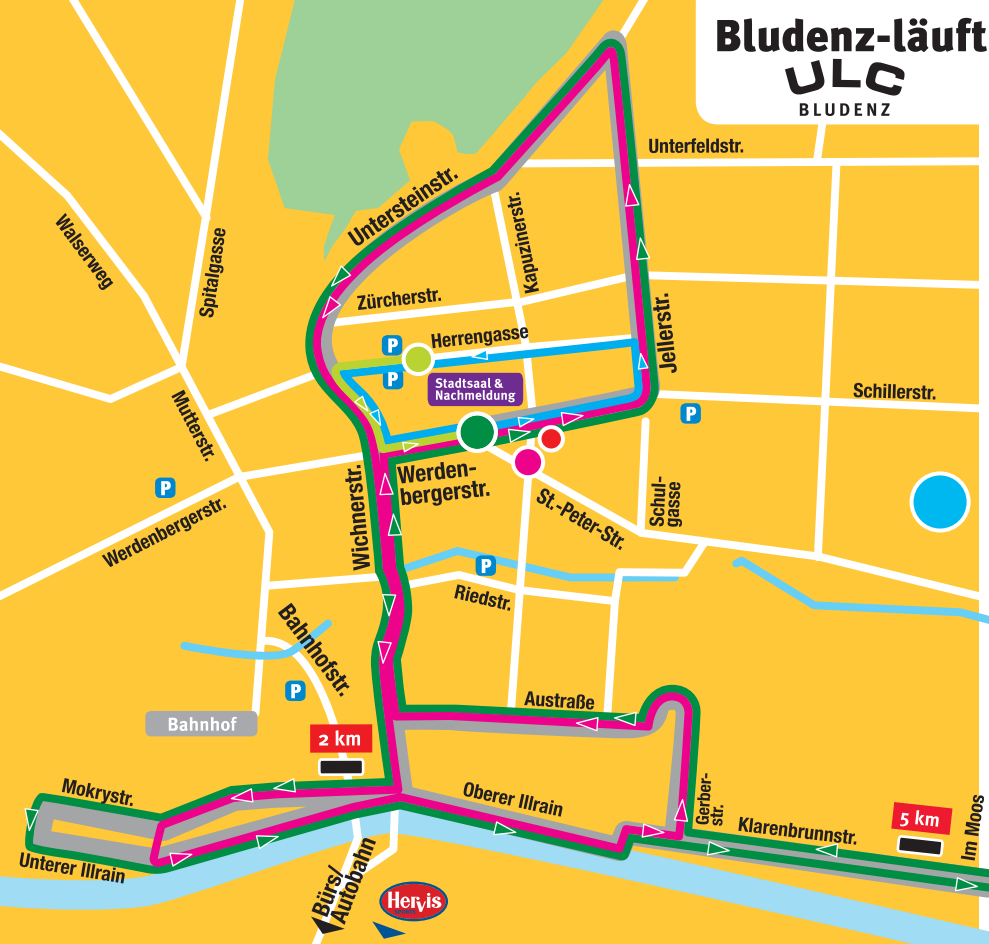 Bludenz-läuft
ULC
BLUDENZ
Unterfeldstr.
Untersteinstr.
Kapuzinerstr.
Walserweg
Spitalgasse
Zürcherstr.
Herrengasse
Jellerstr.
P
P
Stadtsaal &
Nachmeldung
Schillerstr.
P
Mutterstr.
Werden-
bergerstr.
Wichnerstr.
P
Werdenbergerstr.
St.-Peter-Str.
Schul-
gasse
P
Riedstr.
Bahnhofstr.
P
Bahnhof
Austraße
2 km
Mokrystr.
Oberer Illrain
Gerber-
str.
Klarenbrunnstr.
5 km
Im Moos
Unterer Illrain
Bürs/
Autobahn
Hervis